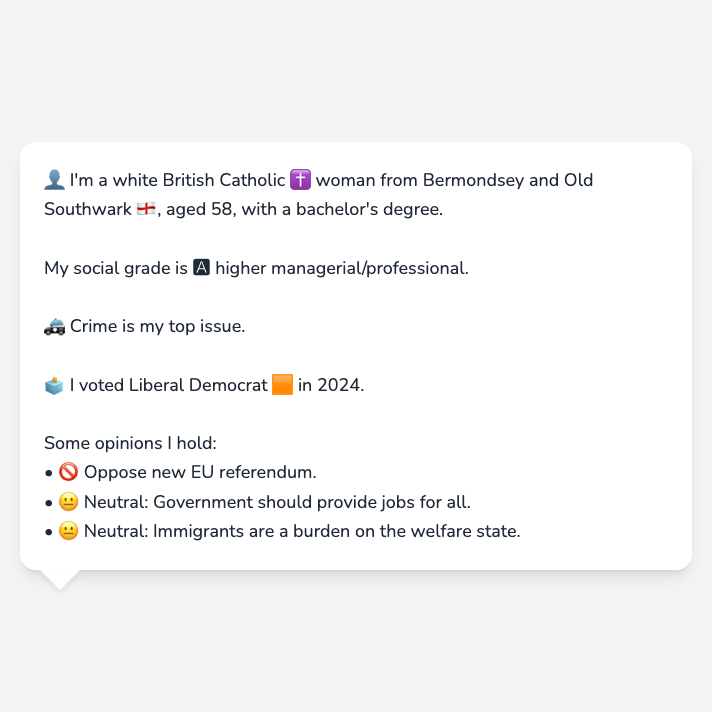 👤 I'm a white British Catholic ✝️ woman from Bermondsey and Old
Southwark 🏴󠁧󠁢󠁥󠁮󠁧󠁿, aged 58, with a bachelor's degree.
My social grade is 🅰 higher managerial/professional.
🚓 Crime is my top issue.
🗳️ I voted Liberal Democrat 🟧 in 2024.
Some opinions I hold:
• 🚫 Oppose new EU referendum.
• 😐 Neutral: Government should provide jobs for all.
• 😐 Neutral: Immigrants are a burden on the welfare state.